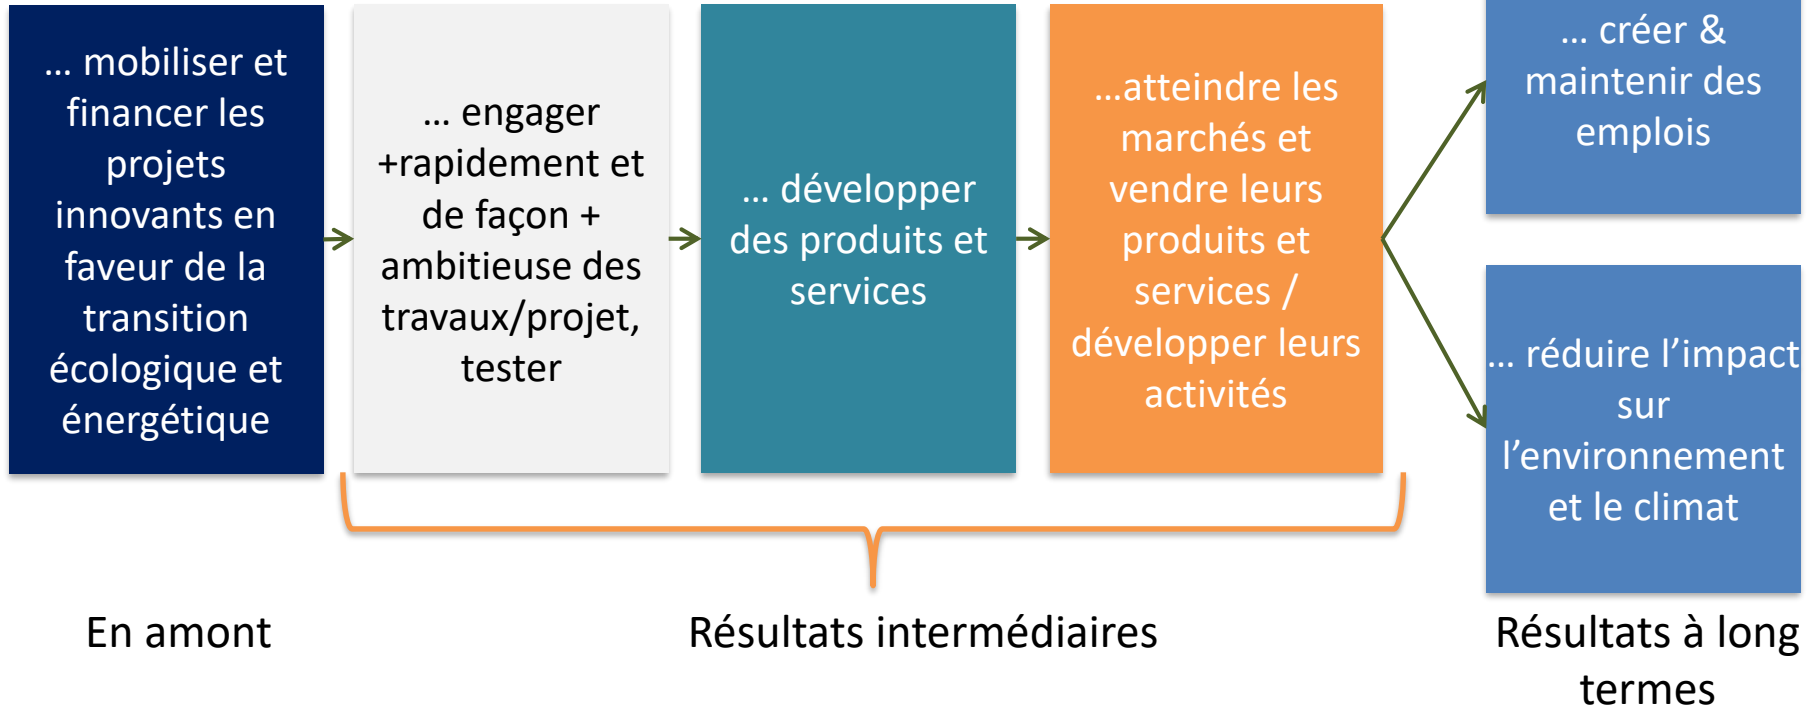 … mobiliser et
financer les
projets
innovants en
faveur de la
transition
écologique et
énergétique
… engager
+rapidement et
de façon +
ambitieuse des
travaux/projet,
tester
… développer
des produits et
services
…atteindre les
marchés et
vendre leurs
produits et
services /
développer leurs
activités
… créer &
maintenir des
emplois
… réduire l’impact
sur
l’environnement
et le climat
En amont
Résultats intermédiaires
Résultats à long
termes